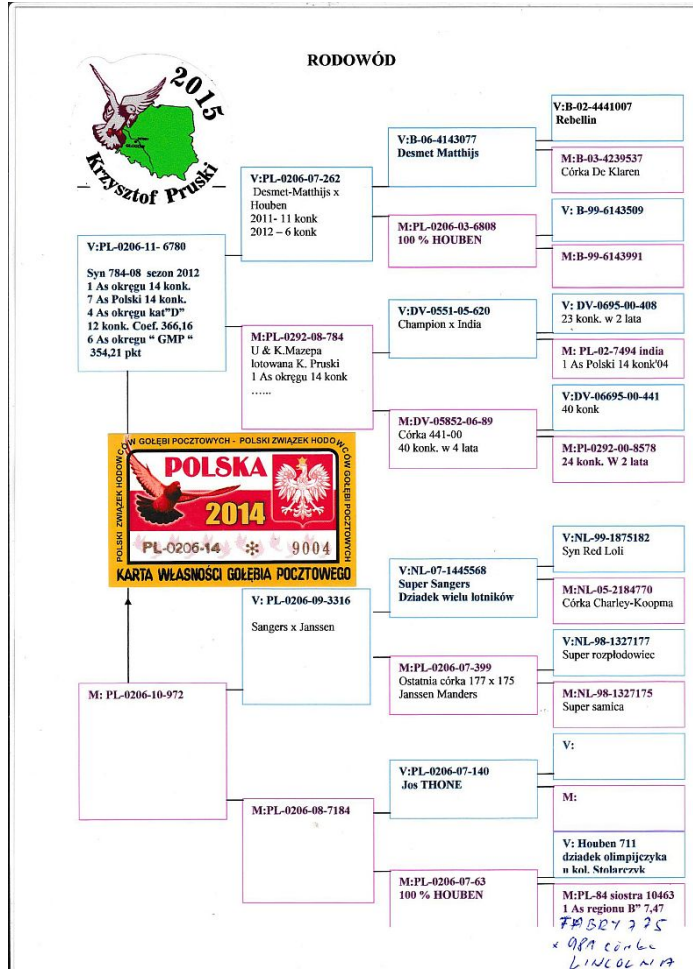 RODOWÓD
2015
Krzysztof Pruski
V:PL-0206-11- 6780
Syn 784-08 sezon 2012
1 As okręgu 14 konk.
7 As Polski 14 konk.
4 As okręgu kat"D"
12 konk. Coef. 366,16
6 As okregu " GMP "
354,21 pkt
V:PL-0206-07-262
Desmet-Matthijs x
Houben
2011- 11 konk
2012 – 6 konk
M:PL-0292-08-784
U & K.Mazepa
lotowana K. Pruski
1 As okręgu 14 konk
......
V:B-06-4143077
Desmet Matthijs
M:PL-0206-03-6808
100 % HOUBEN
V:DV-0551-05-620
Champion x India
M:DV-05852-06-89
Córka 441-00
40 konk. w 4 lata
V:B-02-4441007
Rebellin
M:B-03-4239537
Córka De Klaren
V: B-99-6143509
M:B-99-6143991
V: DV-0695-00-408
23 konk. w 2 lata
M: PL-02-7494 india
1 As Polski 14 konk'04
V:DV-06695-00-441
40 konk
M:Pl-0292-00-8578
24 konk. W 2 lata
POLSKI ZWIĄZEK HODOWCÓW GOŁĘBI POCZTOWYCH - POLSKI ZWIĄZEK HODOWCÓW GOŁĘBI POCZTOWYCH
POLSKA
2014
PL-0206-14 * 9004
KARTA WŁASNOŚCI GOŁĘBIA POCZTOWEGO
M: PL-0206-10-972
V: PL-0206-09-3316
Sangers x Janssen
M:PL-0206-08-7184
V:NL-07-1445568
Super Sangers
Dziadek wielu lotników
M:PL-0206-07-399
Ostatnia córka 177 x 175
Janssen Manders
V:PL-0206-07-140
Jos THONE
M:PL-0206-07-63
100 % HOUBEN
V:NL-99-1875182
Syn Red Loli
M:NL-05-2184770
Córka Charley-Koopma
V:NL-98-1327177
Super rozpłodowiec
M:NL-98-1327175
Super samica
V:
M:
V: Houben 711
dziadek olimpijczyka
n kol. Stolarczyk
M:PL-84 siostra 10463
1 As regionu B" 7,47
FABRY 775
x 981 córka
LINCOLNIA